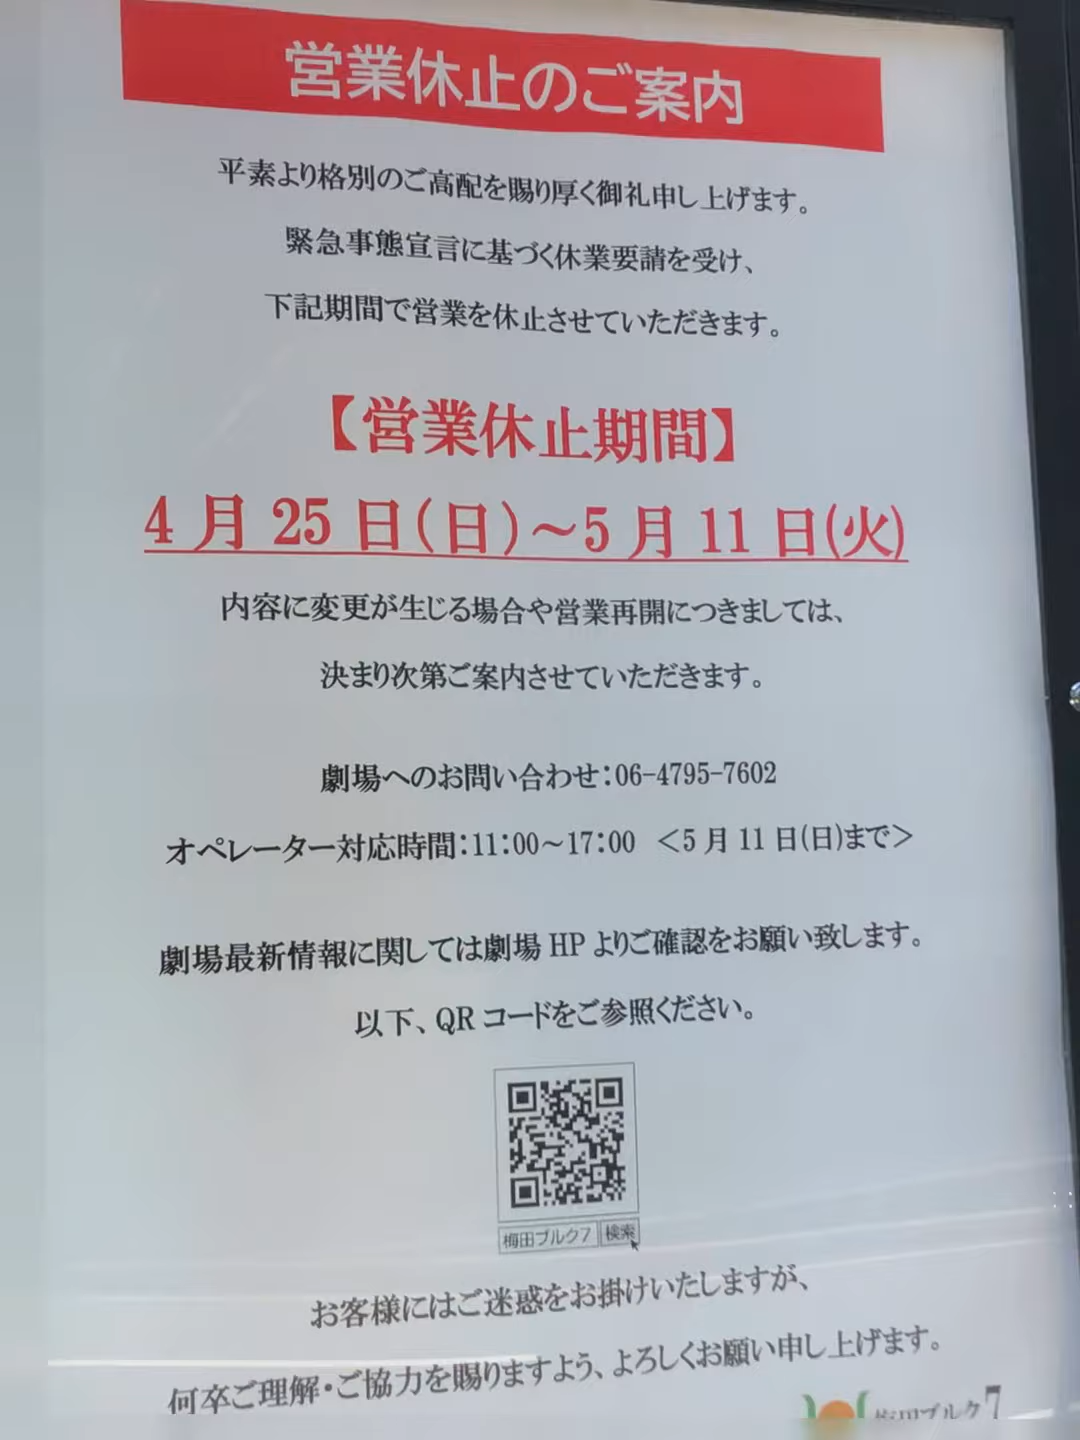 営業休止のご案内
平素より格別のご高配を賜り厚く御礼申し上げます。
緊急事態宣言に基づく休業要請を受け、
下記期間で営業を休止させていただきます。
【営業休止期間】
4月25日(日)～5月11日(火)
内容に変更が生じる場合や営業再開につきましては、
決まり次第ご案内させていただきます。
劇場へのお問い合わせ：06-4795-7602
オペレーター対応時間：11：00～17：00 ＜5月11日(日)まで＞
劇場最新情報に関しては劇場HPよりご確認をお願い致します。
以下、QRコードをご参照ください。
梅田ブルク7 検索
お客様にはご迷惑をお掛けいたしますが、
何卒ご理解・ご協力を賜りますよう、よろしくお願い申し上げます。
梅田ブルク7